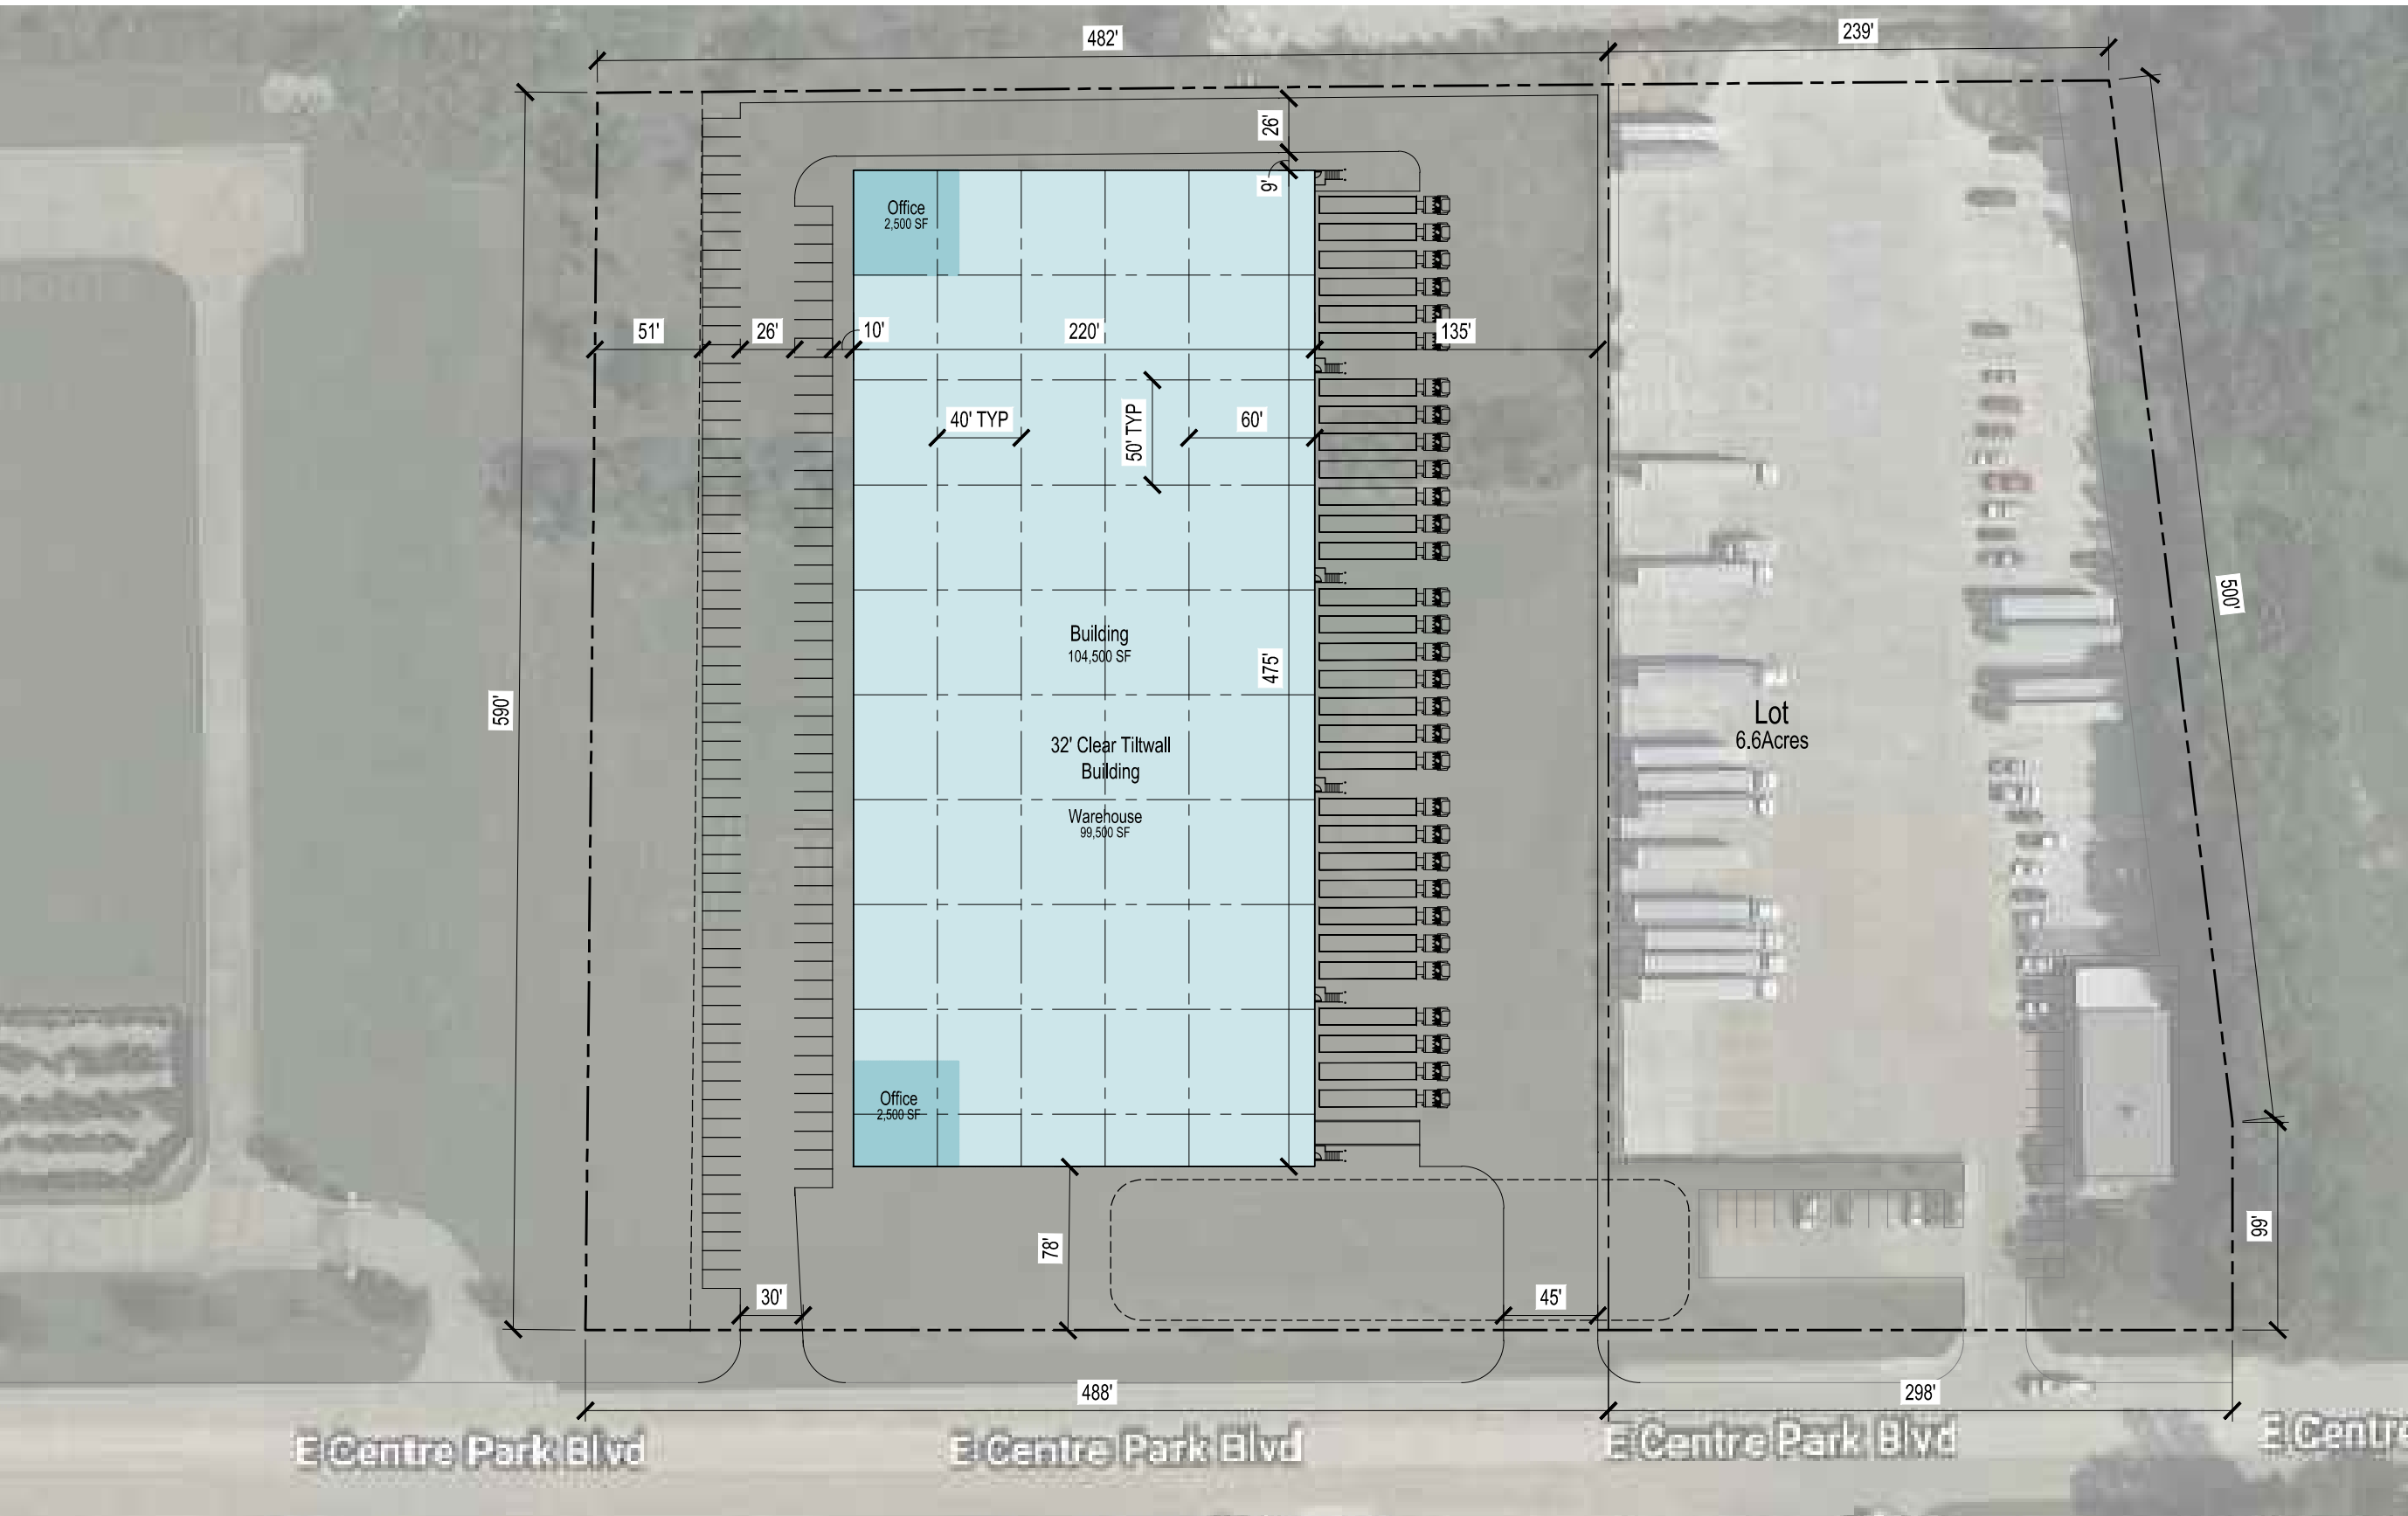 482'
239'
26'
9'
Office
2,500 SF
51'
26'
10'
220'
135'
40' TYP
50' TYP
60'
590'
500'
Building
104,500 SF
475'
Lot
6.6Acres
32' Clear Tiltwall
Building
Warehouse
99,500 SF
Office
2,500 SF
78'
99'
30'
45'
488'
298'
E Centre Park Blvd
E Centre Park Blvd
E Centre Park Blvd
E Centre